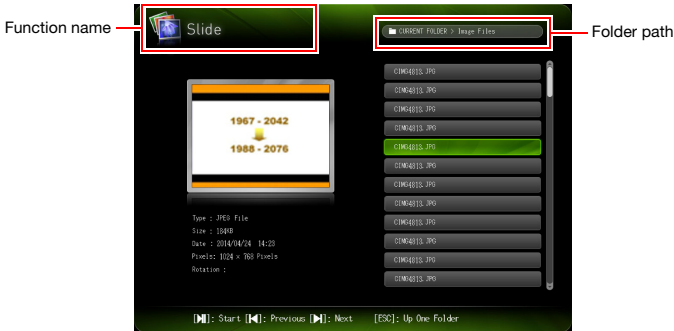 Function name
Slide
CURRENT FOLDER > Image Files
Folder path
CIMG4813.JPG
CIMG4813.JPG
CIMG4813.JPG
CIMG4813.JPG
CIMG4813.JPG
CIMG4813.JPG
CIMG4813.JPG
CIMG4813.JPG
CIMG4813.JPG
CIMG4813.JPG
CIMG4813.JPG
CIMG4813.JPG
1967 - 2042
1988 - 2076
Type : JPEG File
Size : 184KB
Date : 2014/04/24 14:23
Pixels: 1024 x 768 Pixels
Rotation :
[▶||]: Start [|◀]: Previous [▶|]: Next [ESC]: Up One Folder